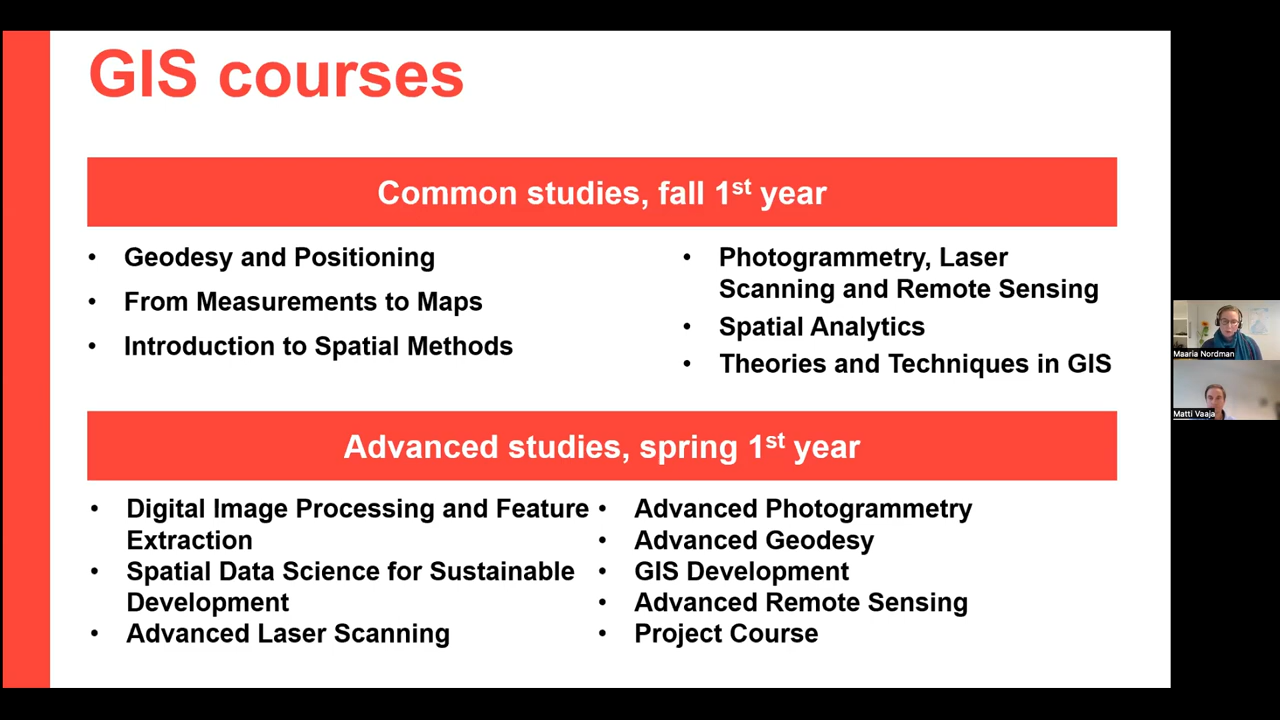 GIS courses
Common studies, fall 1st year
• Geodesy and Positioning
• From Measurements to Maps
• Introduction to Spatial Methods
• Photogrammetry, Laser
Scanning and Remote Sensing
• Spatial Analytics
• Theories and Techniques in GIS
Advanced studies, spring 1st year
• Digital Image Processing and Feature
Extraction
• Spatial Data Science for Sustainable
Development
• Advanced Laser Scanning
• Advanced Photogrammetry
• Advanced Geodesy
• GIS Development
• Advanced Remote Sensing
• Project Course
Maaria Nordman
Matti Vaaja